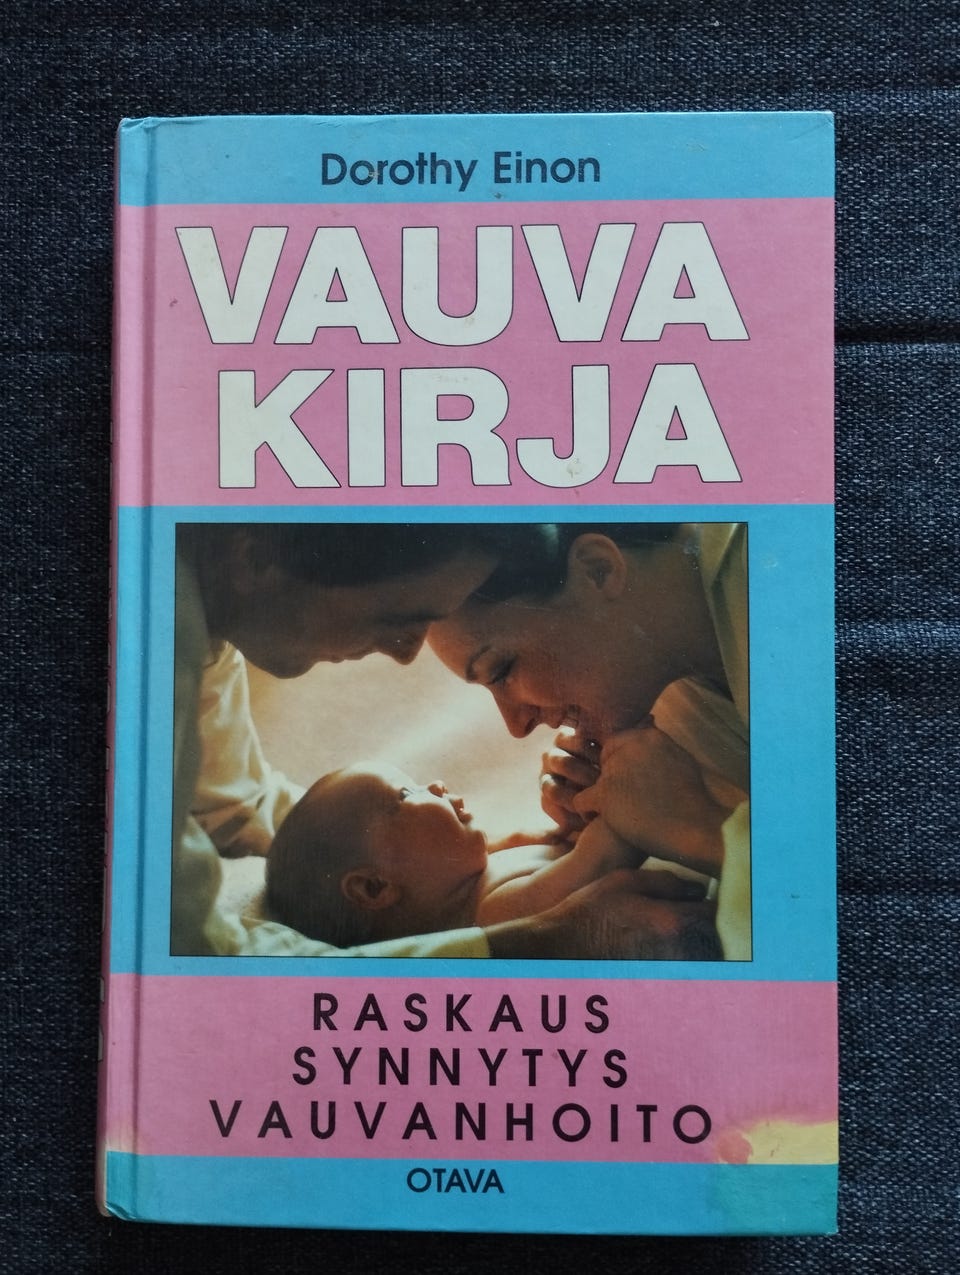 Dorothy Einon
VAUVA
KIRJA
RASKAUS
SYNNYTYS
VAUVANHOITO
OTAVA